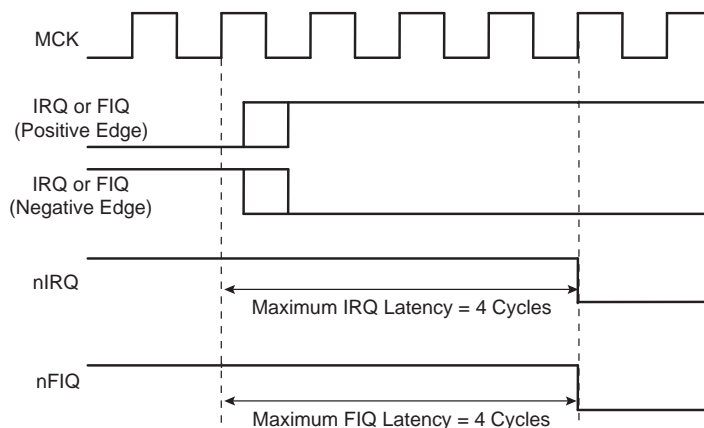 MCK
IRQ or FIQ
(Positive Edge)
IRQ or FIQ
(Negative Edge)
nIRQ
Maximum IRQ Latency = 4 Cycles
nFIQ
Maximum FIQ Latency = 4 Cycles